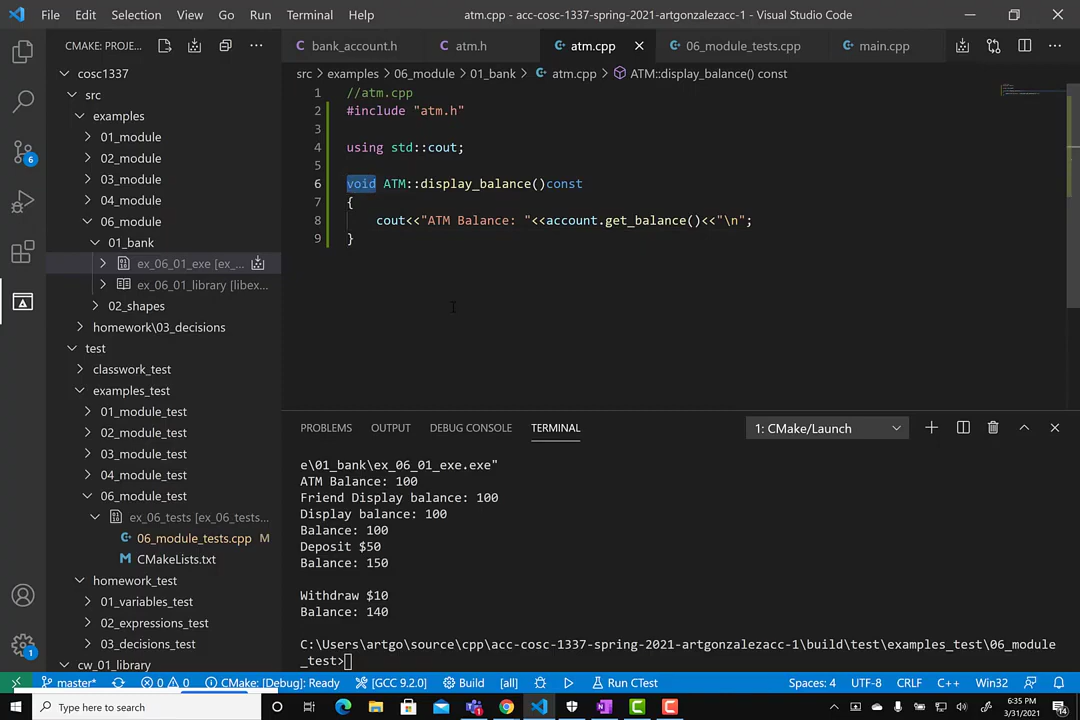 File Edit Selection View Go Run Terminal Help atm.cpp - acc-cosc-1337-spring-2021-artgonzalezacc-1 - Visual Studio Code
CMAKE: PROJE... bank_account.h atm.h atm.cpp 06_module_tests.cpp main.cpp
src > examples > 06_module > 01_bank > atm.cpp > ATM::display_balance() const
cosc1337
src
examples
01_module
02_module
03_module
04_module
06_module
01_bank
ex_06_01_exe [ex_...
ex_06_01_library [libex...
02_shapes
homework\03_decisions
test
classwork_test
examples_test
01_module_test
02_module_test
03_module_test
04_module_test
06_module_test
ex_06_tests [ex_06_tests...
06_module_tests.cpp M
CMakeLists.txt
homework_test
01_variables_test
02_expressions_test
03_decisions_test
cw_01_library
6
1
1 //atm.cpp
2 #include "atm.h"
3
4 using std::cout;
5
6 void ATM::display_balance()const
7 {
8 cout<<"ATM Balance: "<<account.get_balance()<<"\n";
9 }
PROBLEMS OUTPUT DEBUG CONSOLE TERMINAL 1: CMake/Launch
e\01_bank\ex_06_01_exe.exe"
ATM Balance: 100
Friend Display balance: 100
Display balance: 100
Balance: 100
Deposit $50
Balance: 150
Withdraw $10
Balance: 140
C:\Users\artgo\source\cpp\acc-cosc-1337-spring-2021-artgonzalezacc-1\build\test\examples_test\06_module
_test>
master* 0 0 CMake: [Debug]: Ready [GCC 9.2.0] Build [all] Run CTest Spaces: 4 UTF-8 CRLF C++ Win32
Type here to search
6:35 PM
3/31/2021
14